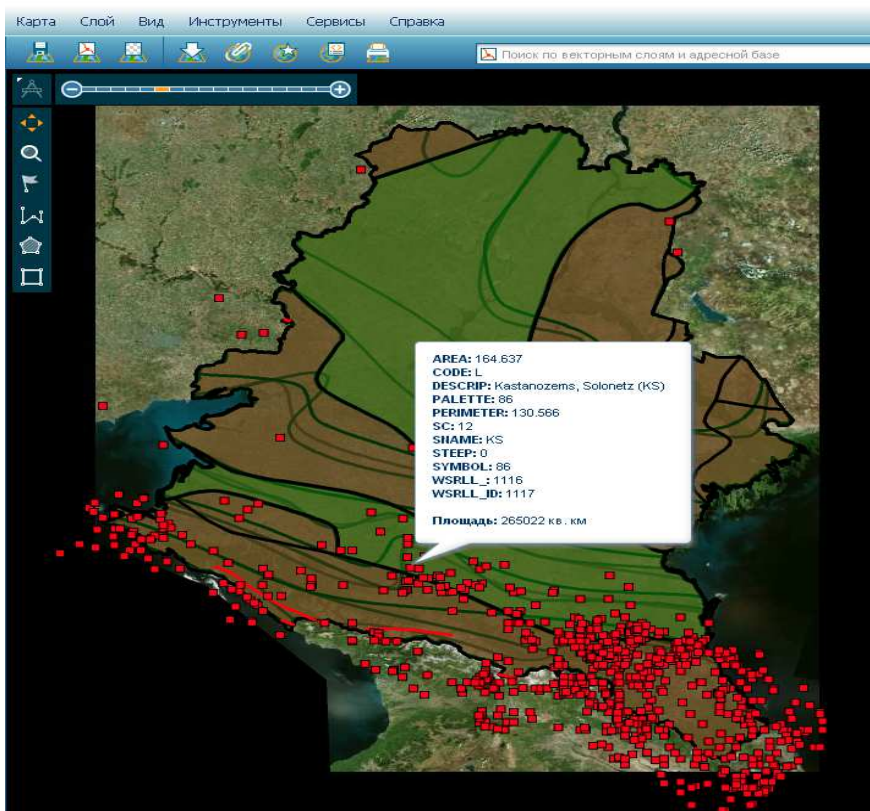 Карта Слой Вид Инструменты Сервисы Справка
Поиск по векторным слоям и адресной базе
AREA: 164.637
CODE: L
DESCRIP: Kastanozems, Solonetz (KS)
PALETTE: 86
PERIMETER: 130.566
SC: 12
SNAME: KS
STEEP: 0
SYMBOL: 86
WSRLL_: 1116
WSRLL_ID: 1117
Площадь: 265022 кв. км